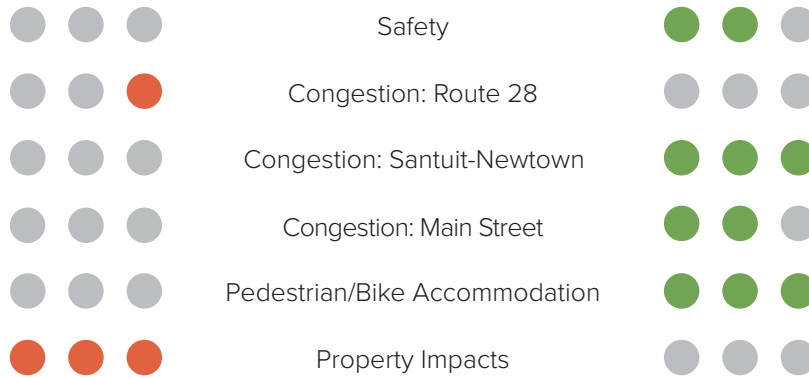 Safety
Congestion: Route 28
Congestion: Santuit-Newtown
Congestion: Main Street
Pedestrian/Bike Accommodation
Property Impacts